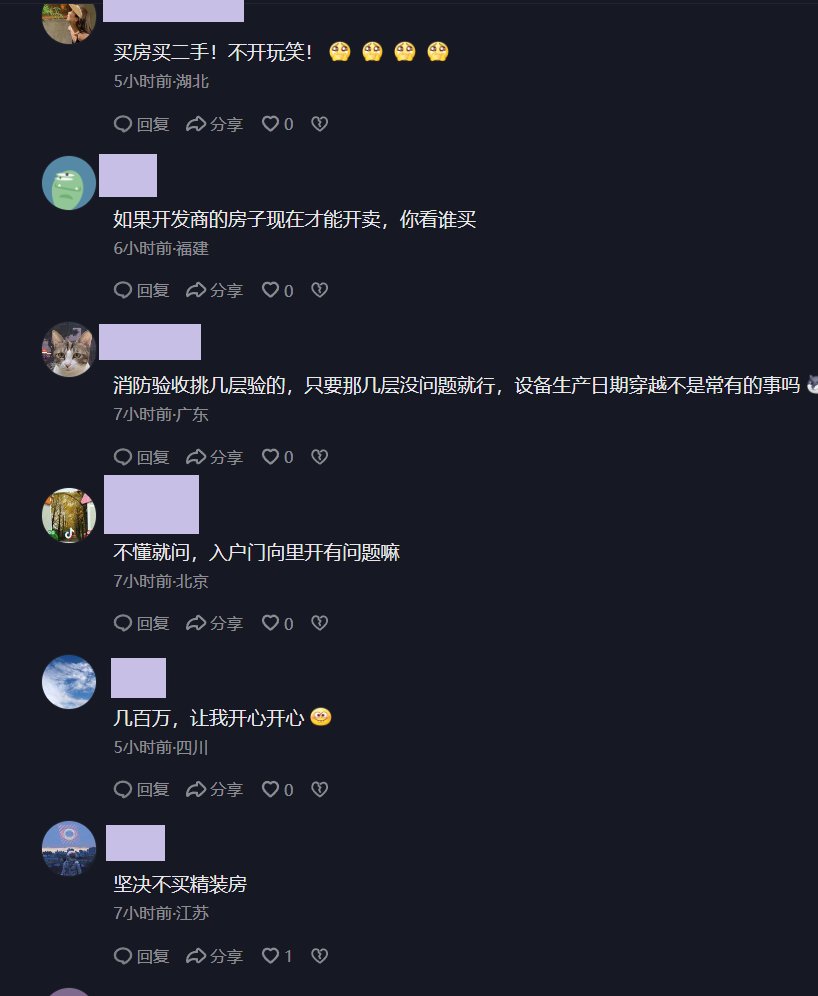 买房买二手！不开玩笑！
5小时前·湖北
回复 分享 0
如果开发商的房子现在才能开卖，你看谁买
6小时前·福建
回复 分享 0
消防验收挑几层验的，只要那几层没问题就行，设备生产日期穿越不是常有的事吗
7小时前·广东
回复 分享 0
不懂就问，入户门向里开有问题嘛
7小时前·北京
回复 分享 0
几百万，让我开心开心
5小时前·四川
回复 分享 0
坚决不买精装房
7小时前·江苏
回复 分享 1